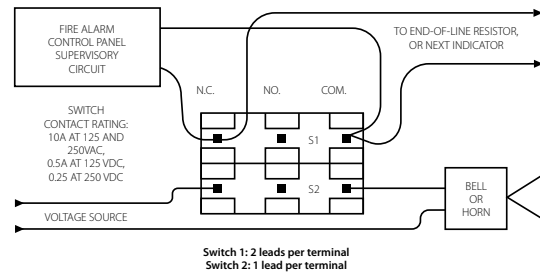 FIRE ALARM
CONTROL PANEL
SUPERVISORY
CIRCUIT
TO END-OF-LINE RESISTOR,
OR NEXT INDICATOR
N.C.
NO.
COM.
SWITCH
CONTACT RATING:
10A AT 125 AND
250VAC,
0.5A AT 125 VDC,
0.25 AT 250 VDC
S1
S2
BELL
OR
HORN
VOLTAGE SOURCE
Switch 1: 2 leads per terminal
Switch 2: 1 lead per terminal